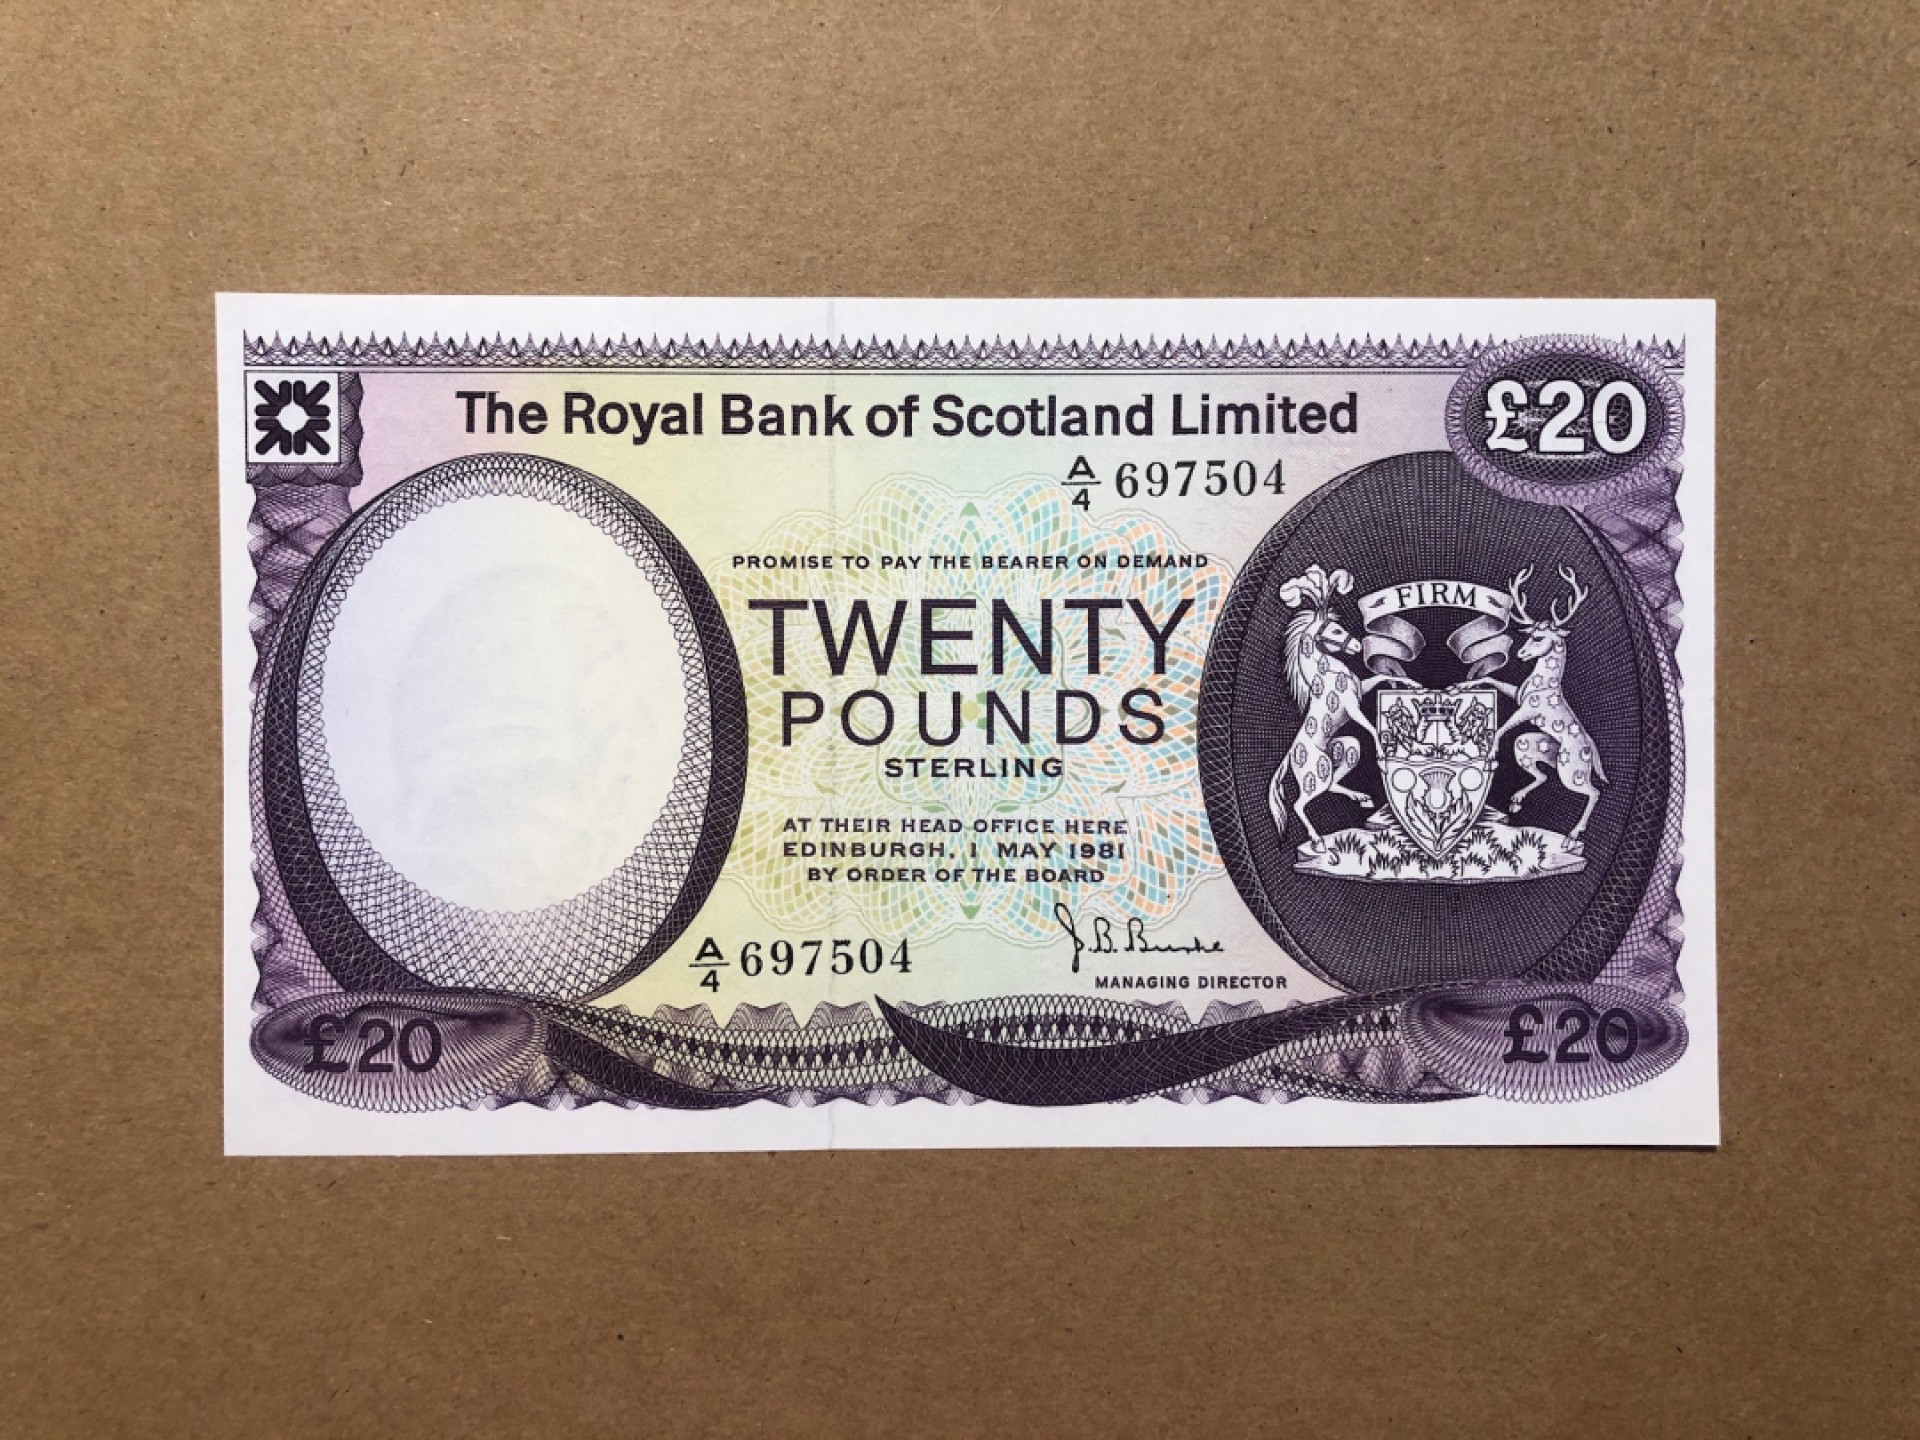 The Royal Bank of Scotland Limited
£20
A/4 697504
PROMISE TO PAY THE BEARER ON DEMAND
TWENTY
POUNDS
STERLING
FIRM
AT THEIR HEAD OFFICE HERE
EDINBURGH, 1 MAY 1981
BY ORDER OF THE BOARD
A/4 697504
J. B. Burke
MANAGING DIRECTOR
£20
£20